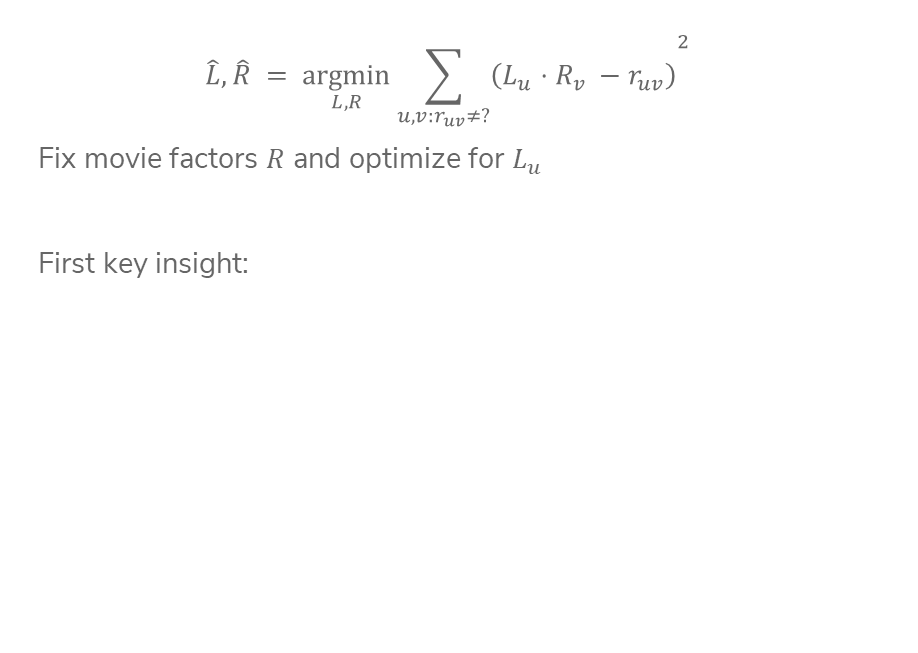 L̂, R̂ = argmin L,R ∑ u,v:r_uv≠? (L_u · R_v − r_uv)²
Fix movie factors R and optimize for L_u
First key insight: